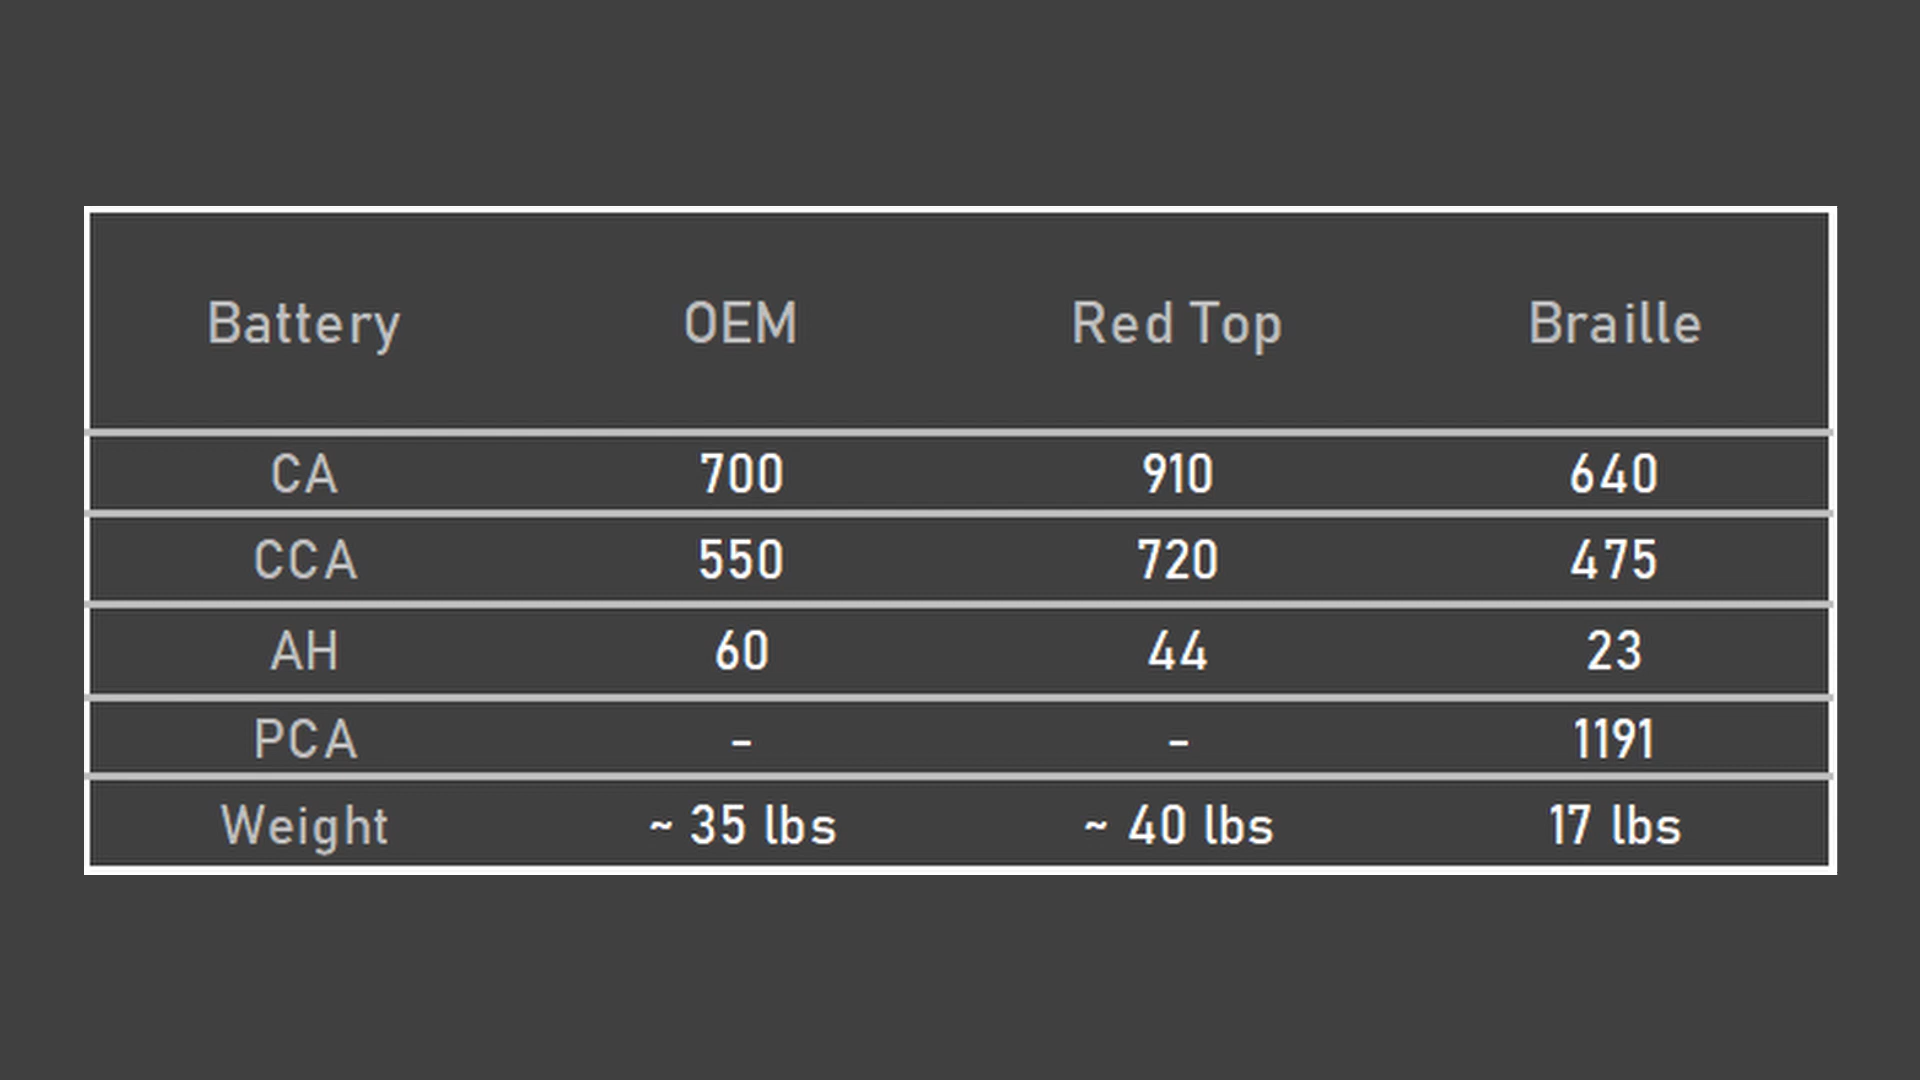 Battery OEM Red Top Braille
CA 700 910 640
CCA 550 720 475
AH 60 44 23
PCA - - 1191
Weight ~ 35 lbs ~ 40 lbs 17 lbs